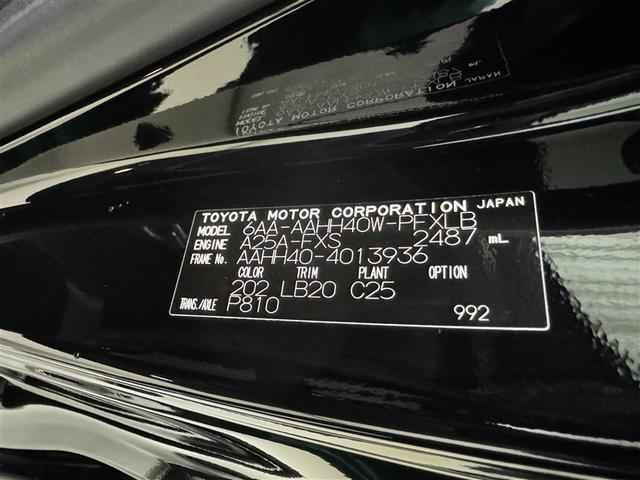 TOYOTA MOTOR CORPORATION JAPAN
MODEL 6AA-AAHH40W-PFXLB
ENGINE A25A-FXS 2487 mL
FRAME No. AAHH40-4013936
COLOR TRIM PLANT OPTION
202 LB20 C25
TRANS./AXLE P810
992